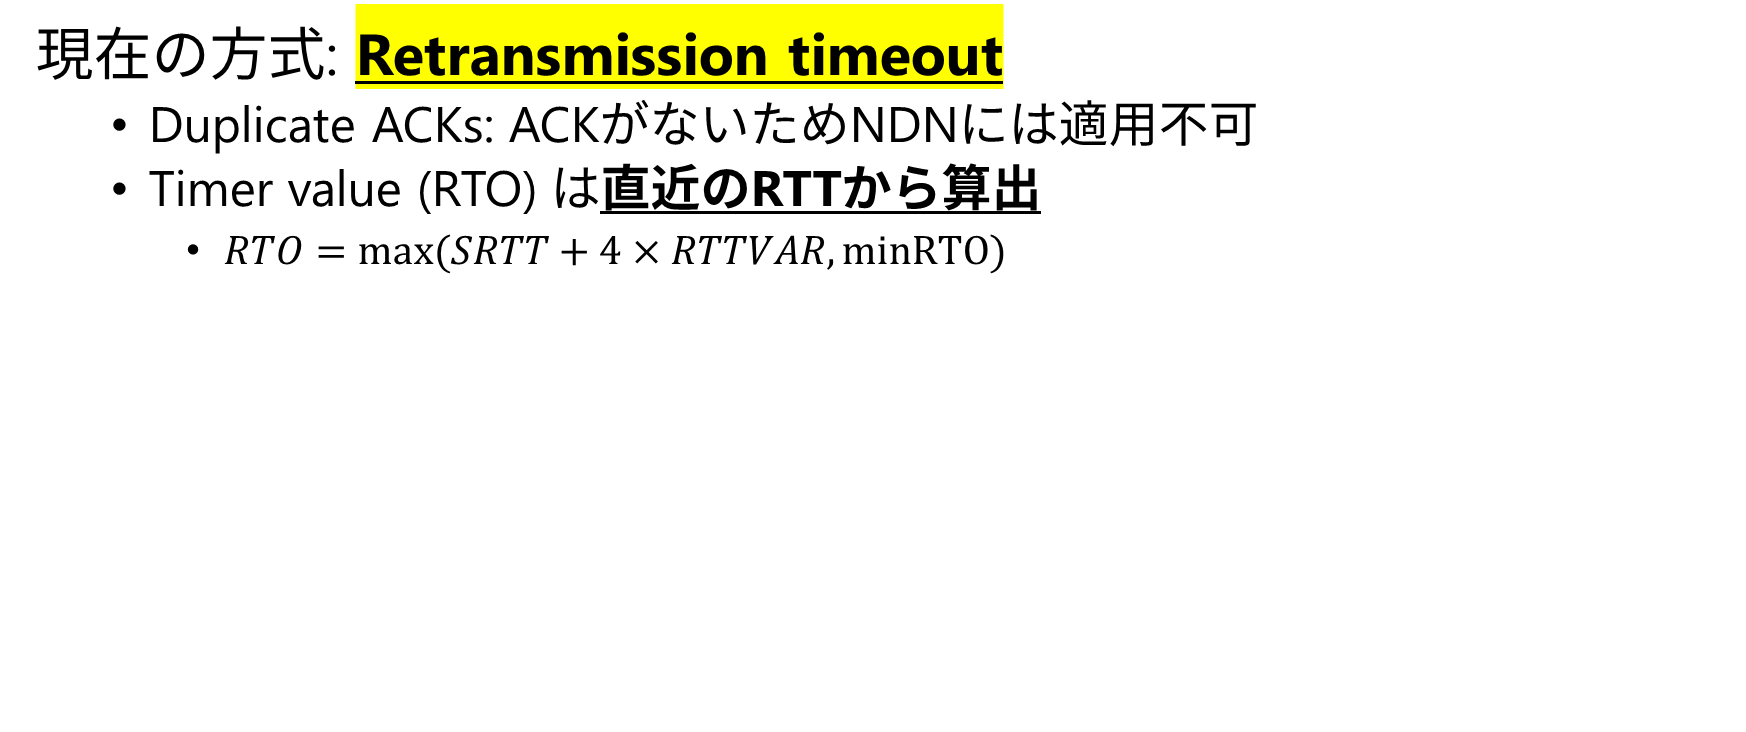 現在の方式: Retransmission timeout
• Duplicate ACKs: ACKがないためNDNには適用不可
• Timer value (RTO) は直近のRTTから算出
• RTO = max(SRTT + 4 × RTTVAR, minRTO)